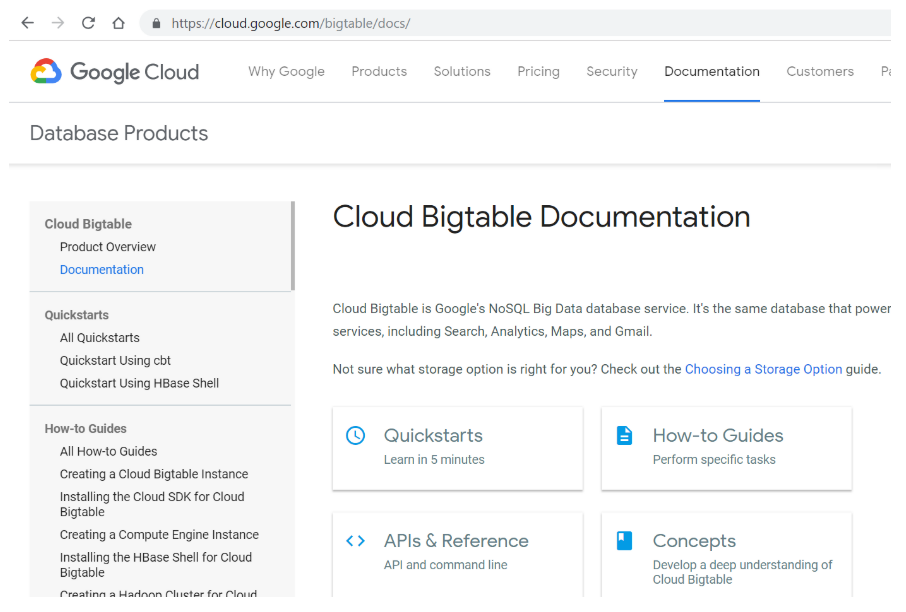 https://cloud.google.com/bigtable/docs/
Google Cloud
Why Google Products Solutions Pricing Security Documentation Customers
Database Products
Cloud Bigtable
Product Overview
Documentation
Quickstarts
All Quickstarts
Quickstart Using cbt
Quickstart Using HBase Shell
How-to Guides
All How-to Guides
Creating a Cloud Bigtable Instance
Installing the Cloud SDK for Cloud
Bigtable
Creating a Compute Engine Instance
Installing the HBase Shell for Cloud
Bigtable
Creating a Hadoop Cluster for Cloud
Cloud Bigtable Documentation
Cloud Bigtable is Google's NoSQL Big Data database service. It's the same database that power
services, including Search, Analytics, Maps, and Gmail.
Not sure what storage option is right for you? Check out the Choosing a Storage Option guide.
Quickstarts
Learn in 5 minutes
How-to Guides
Perform specific tasks
APIs & Reference
API and command line
Concepts
Develop a deep understanding of
Cloud Bigtable